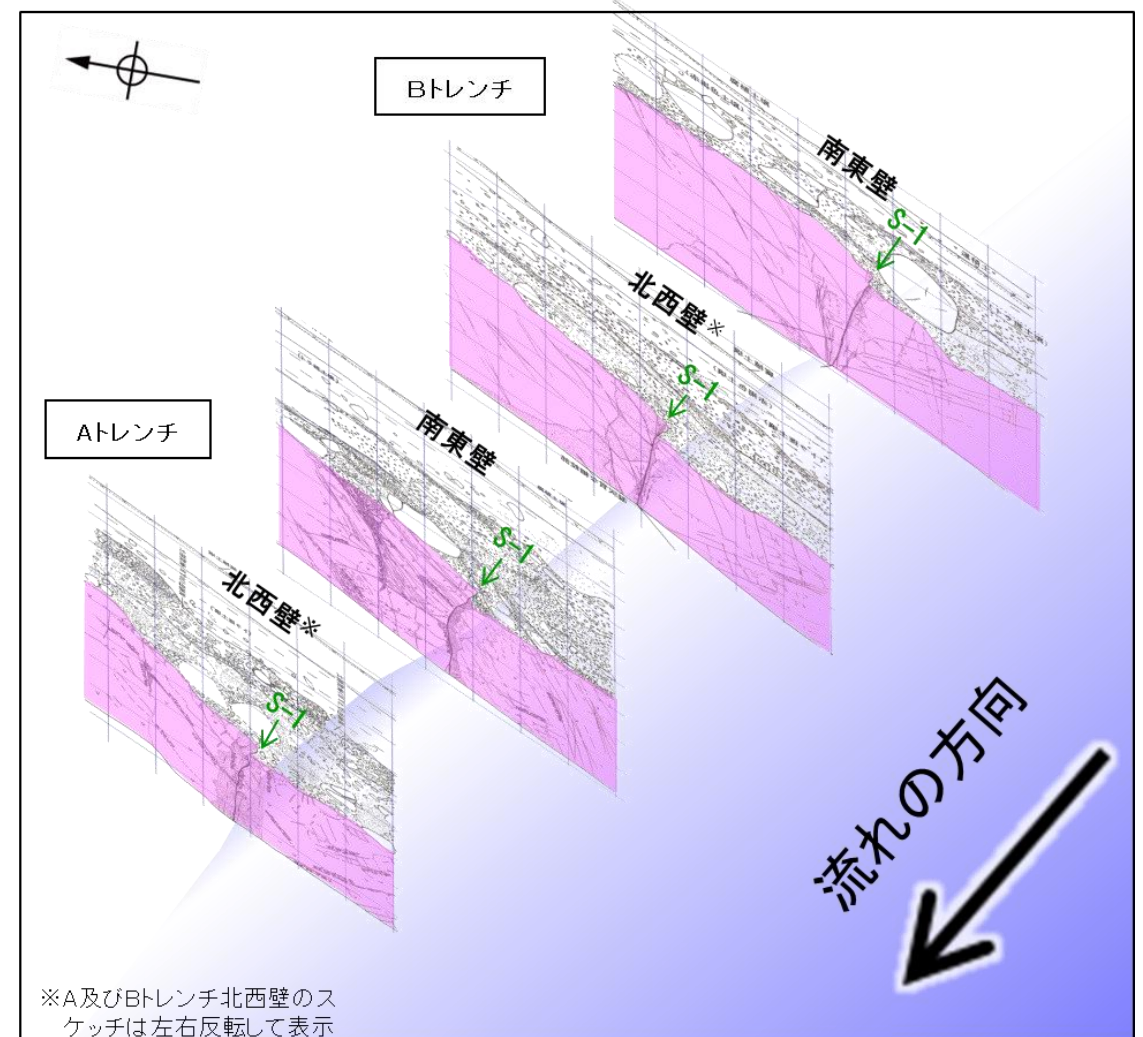 Bトレンチ
南東壁
S-1
北西壁※
S-1
Aトレンチ
南東壁
S-1
北西壁※
S-1
流れの方向
※A及びBトレンチ北西壁のス
ケッチは左右反転して表示